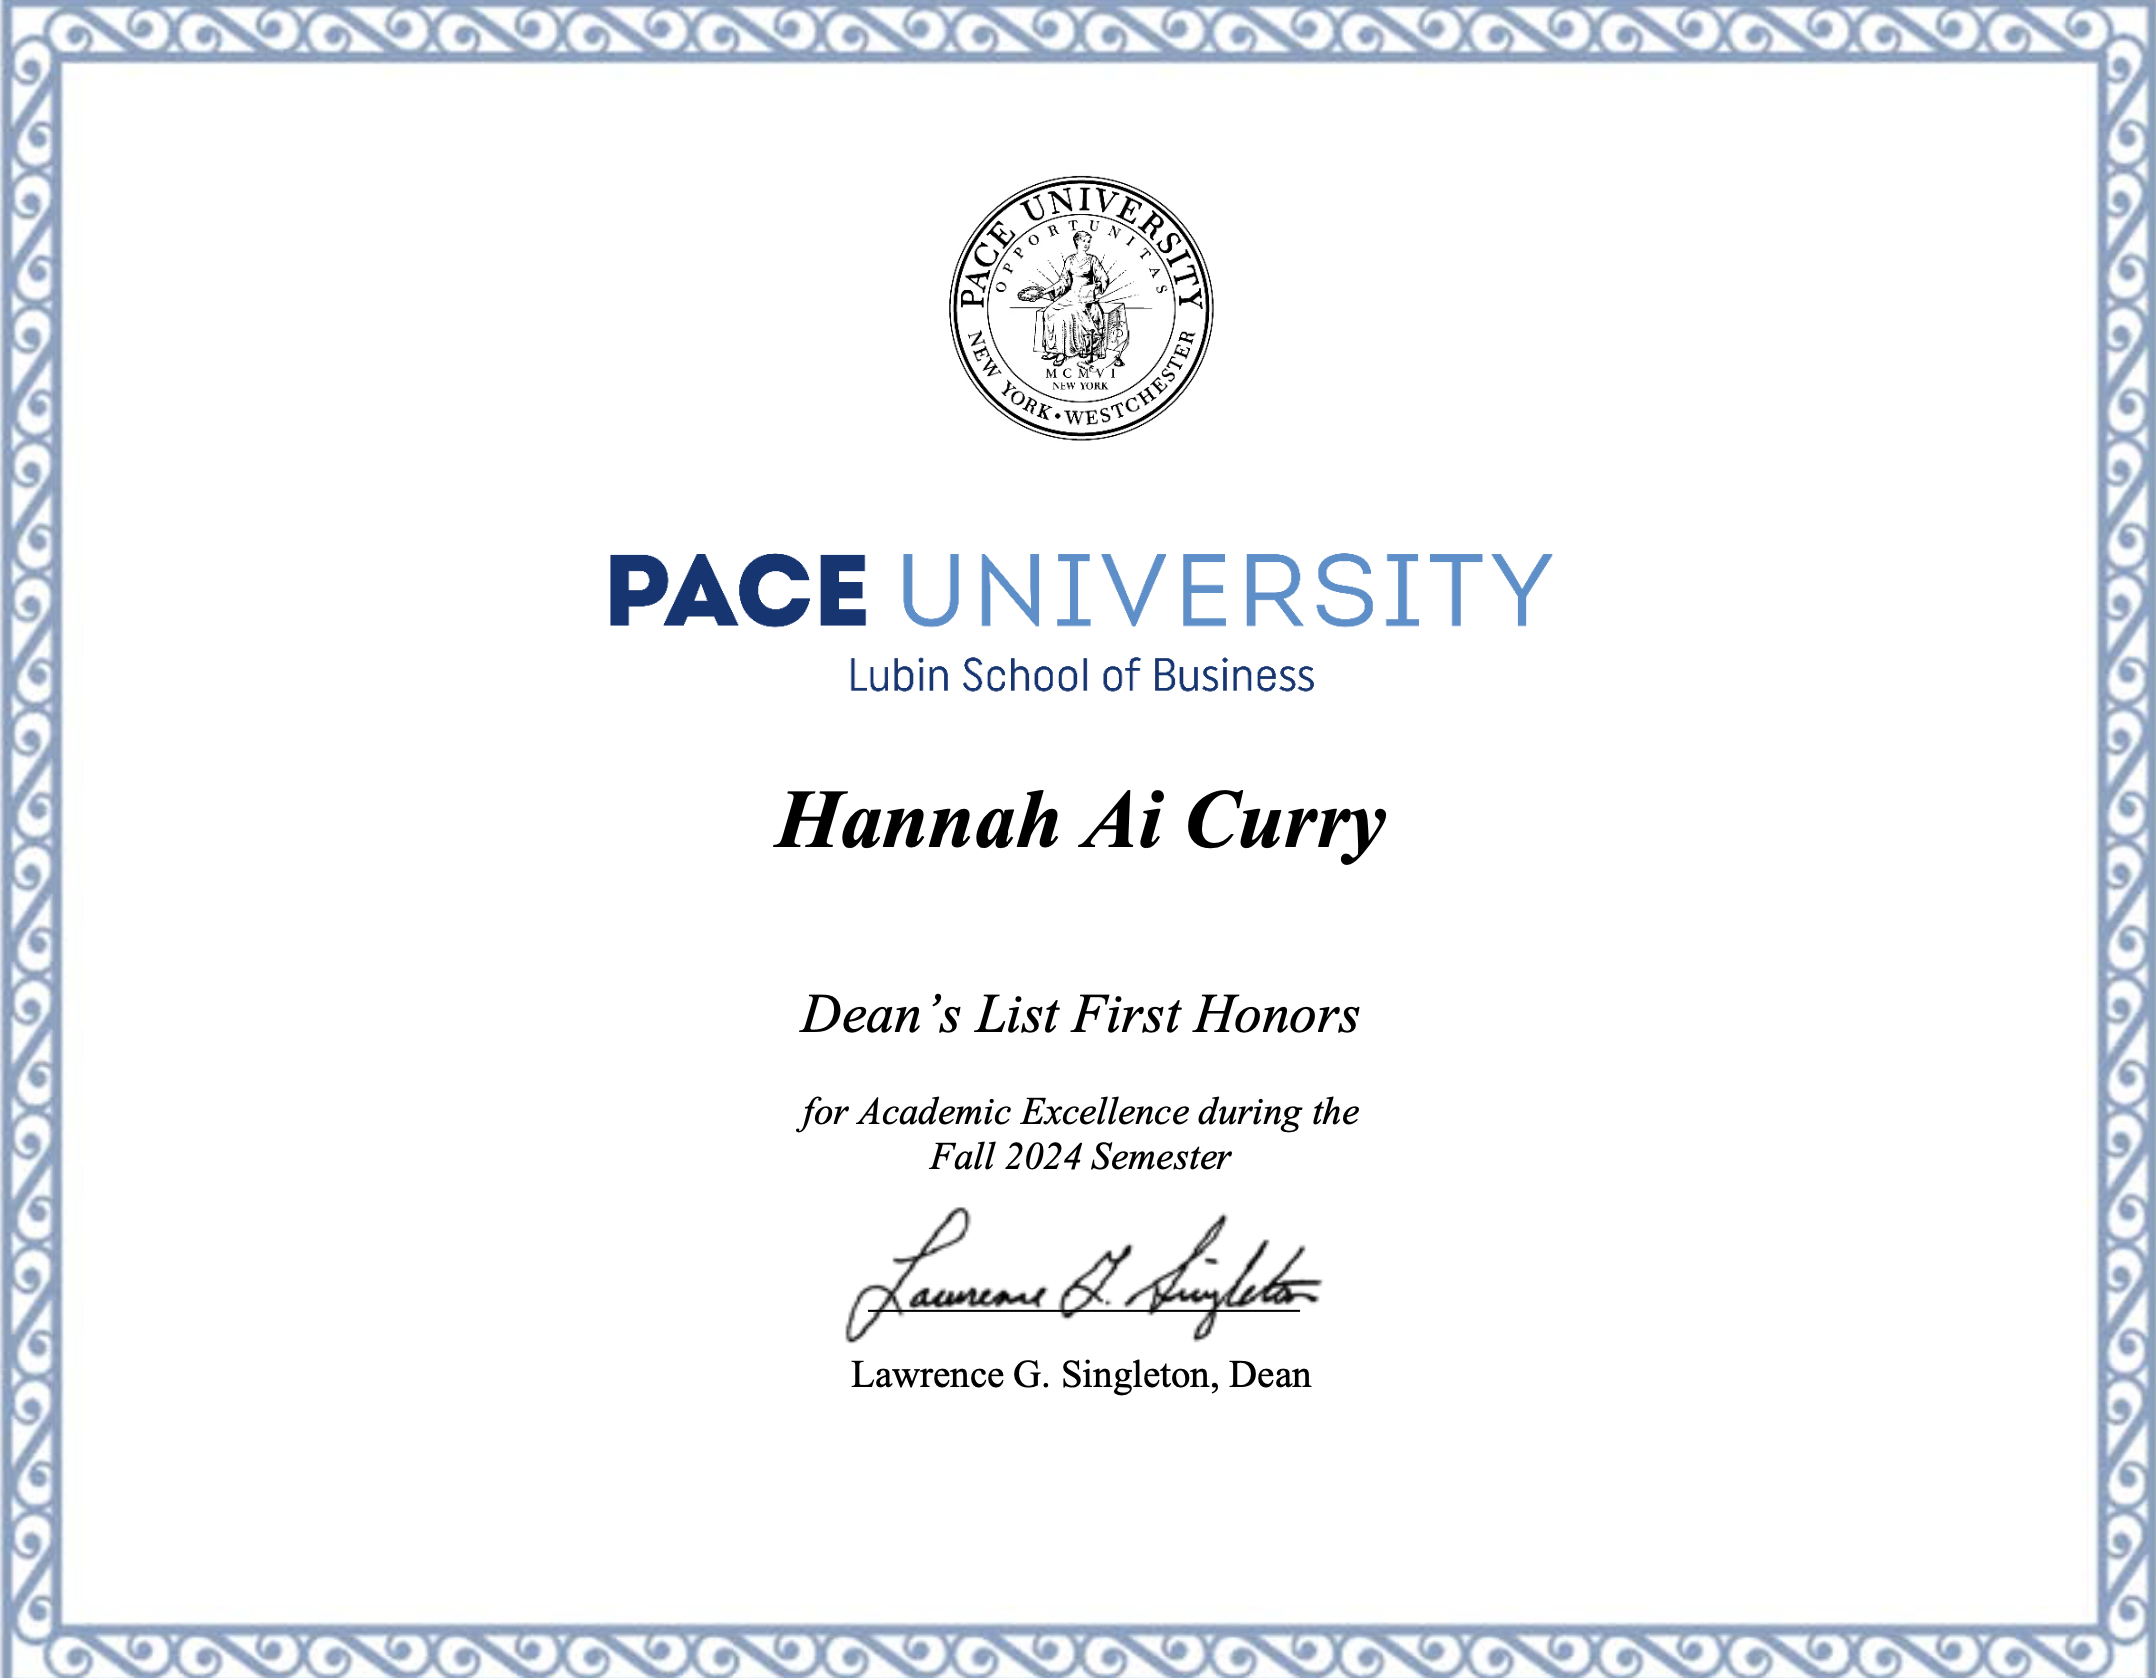 PACE UNIVERSITY
OPPORTUNITAS
MCMVI
NEW YORK
NEW YORK • WESTCHESTER
PACE UNIVERSITY
Lubin School of Business
Hannah Ai Curry
Dean’s List First Honors
for Academic Excellence during the
Fall 2024 Semester
Lawrence G. Singleton
Lawrence G. Singleton, Dean